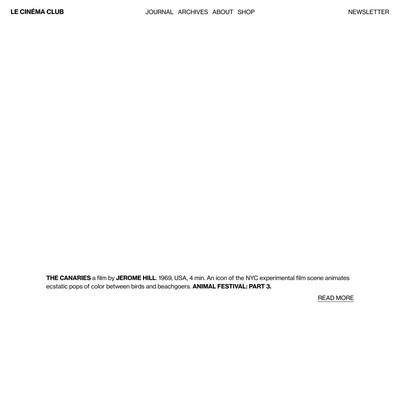 LE CINÉMA CLUB JOURNAL ARCHIVES ABOUT SHOP NEWSLETTER
THE CANARIES a film by JEROME HILL. 1969, USA, 4 min. An icon of the NYC experimental film scene animates
ecstatic pops of color between birds and beachgoers. ANIMAL FESTIVAL: PART 3.
READ MORE